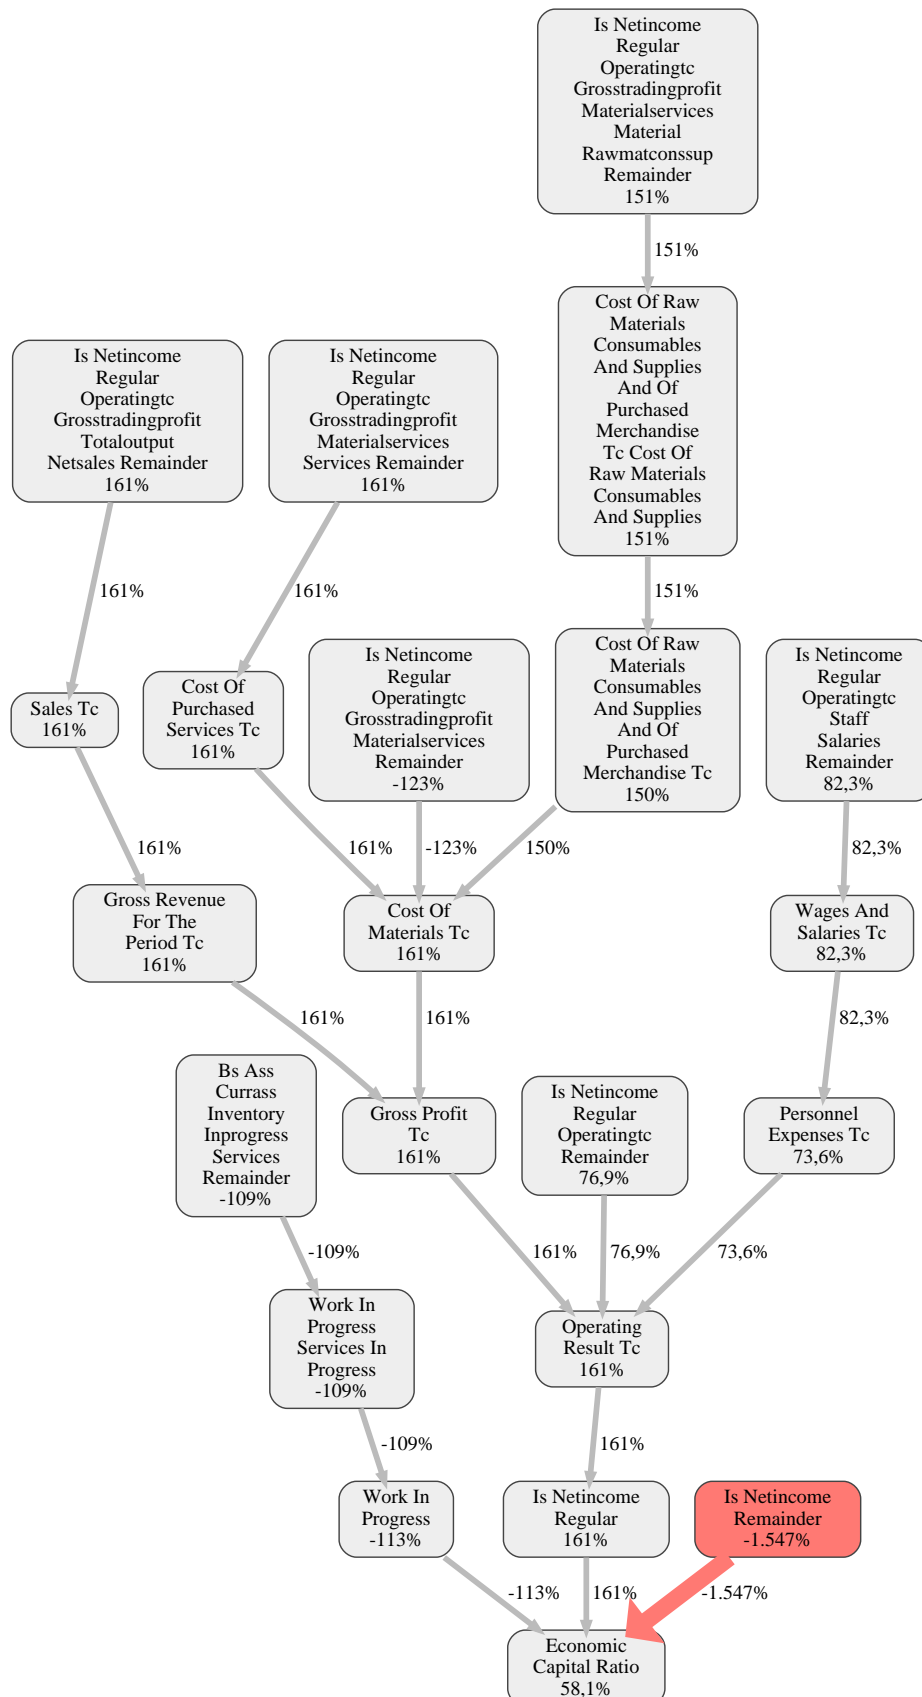 Is Netincome
Regular
Operatingtc
Grosstradingprofit
Materialservices
Material
Rawmatconssup
Remainder
151%
151%
Cost Of Raw
Materials
Consumables
And Supplies
And Of
Purchased
Merchandise
Tc Cost Of
Raw Materials
Consumables
And Supplies
151%
Is Netincome
Regular
Operatingtc
Grosstradingprofit
Totaloutput
Netsales Remainder
161%
Is Netincome
Regular
Operatingtc
Grosstradingprofit
Materialservices
Services Remainder
161%
161%
161%
151%
Sales Tc
161%
Cost Of
Purchased
Services Tc
161%
Is Netincome
Regular
Operatingtc
Grosstradingprofit
Materialservices
Remainder
-123%
Cost Of Raw
Materials
Consumables
And Supplies
And Of
Purchased
Merchandise Tc
150%
Is Netincome
Regular
Operatingtc
Staff
Salaries
Remainder
82,3%
161%
161%
-123%
150%
82,3%
Gross Revenue
For The
Period Tc
161%
Cost Of
Materials Tc
161%
Wages And
Salaries Tc
82,3%
161%
161%
82,3%
Bs Ass
Currass
Inventory
Inprogress
Services
Remainder
-109%
Gross Profit
Tc
161%
Is Netincome
Regular
Operatingtc
Remainder
76,9%
Personnel
Expenses Tc
73,6%
-109%
161%
76,9%
73,6%
Work In
Progress
Services In
Progress
-109%
Operating
Result Tc
161%
-109%
161%
Work In
Progress
-113%
Is Netincome
Regular
161%
Is Netincome
Remainder
-1.547%
-113%
161%
-1.547%
Economic
Capital Ratio
58,1%